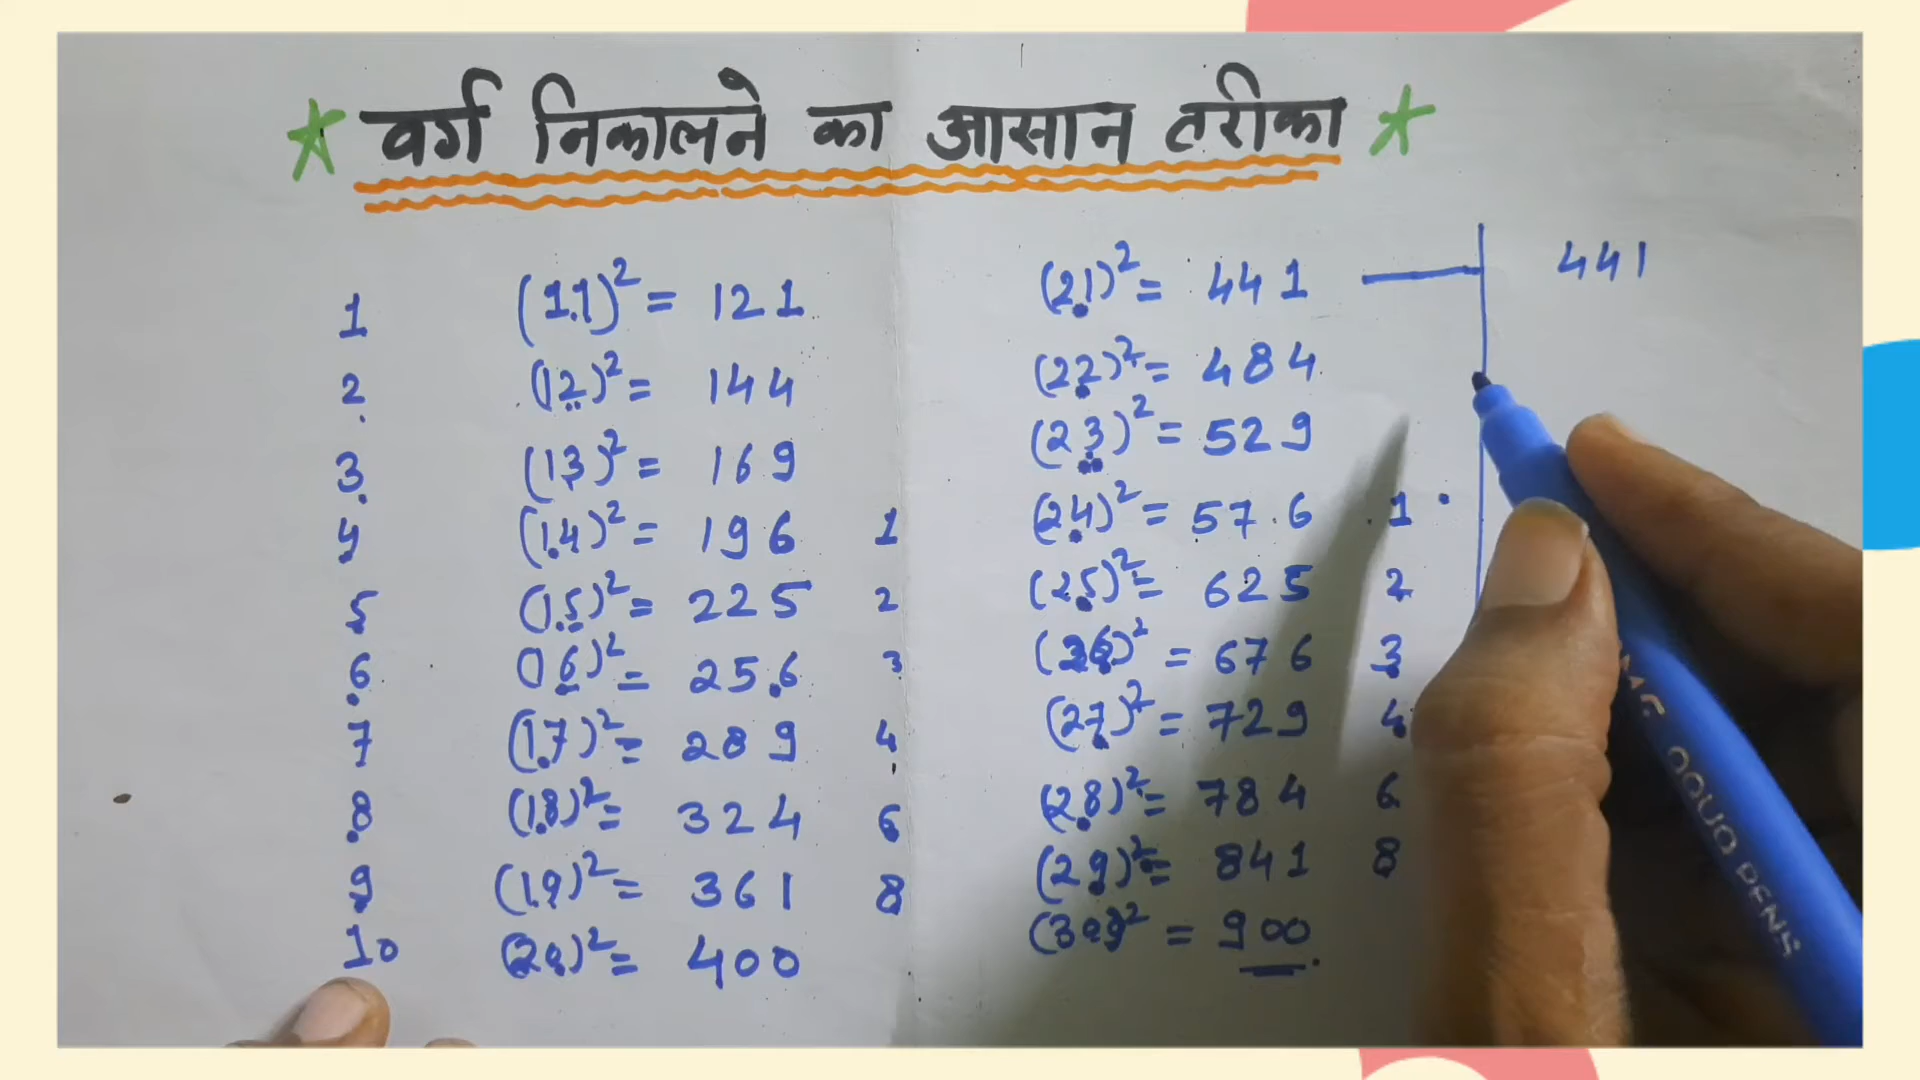 वर्ग निकालने का आसान तरीका
1 (11)² = 121 (21)² = 441 441
2 (12)² = 144 (22)² = 484
3 (13)² = 169 (23)² = 529
4 (14)² = 196 1 (24)² = 576 1
5 (15)² = 225 2 (25)² = 625 2
6 (16)² = 256 3 (26)² = 676 3
7 (17)² = 289 4 (27)² = 729 4
8 (18)² = 324 6 (28)² = 784 6
9 (19)² = 361 8 (29)² = 841 8
10 (20)² = 400 (30)² = 900